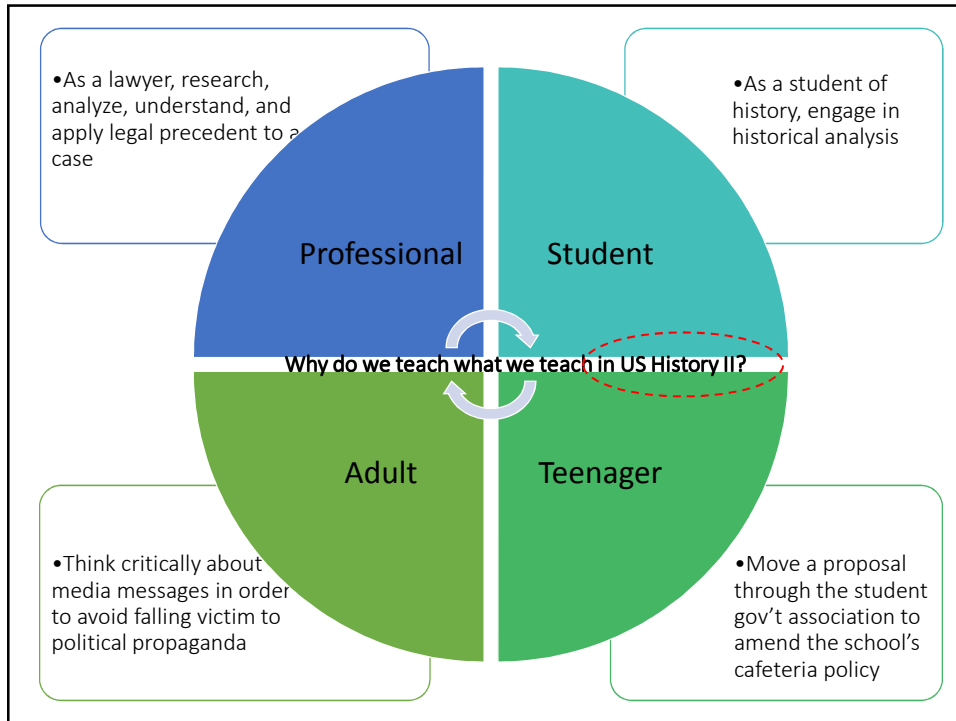 •As a lawyer, research,
analyze, understand, and
apply legal precedent to a
case
•As a student of
history, engage in
historical analysis
Professional
Student
Why do we teach what we teach in US History II?
Adult
Teenager
•Think critically about
media messages in order
to avoid falling victim to
political propaganda
•Move a proposal
through the student
gov’t association to
amend the school’s
cafeteria policy